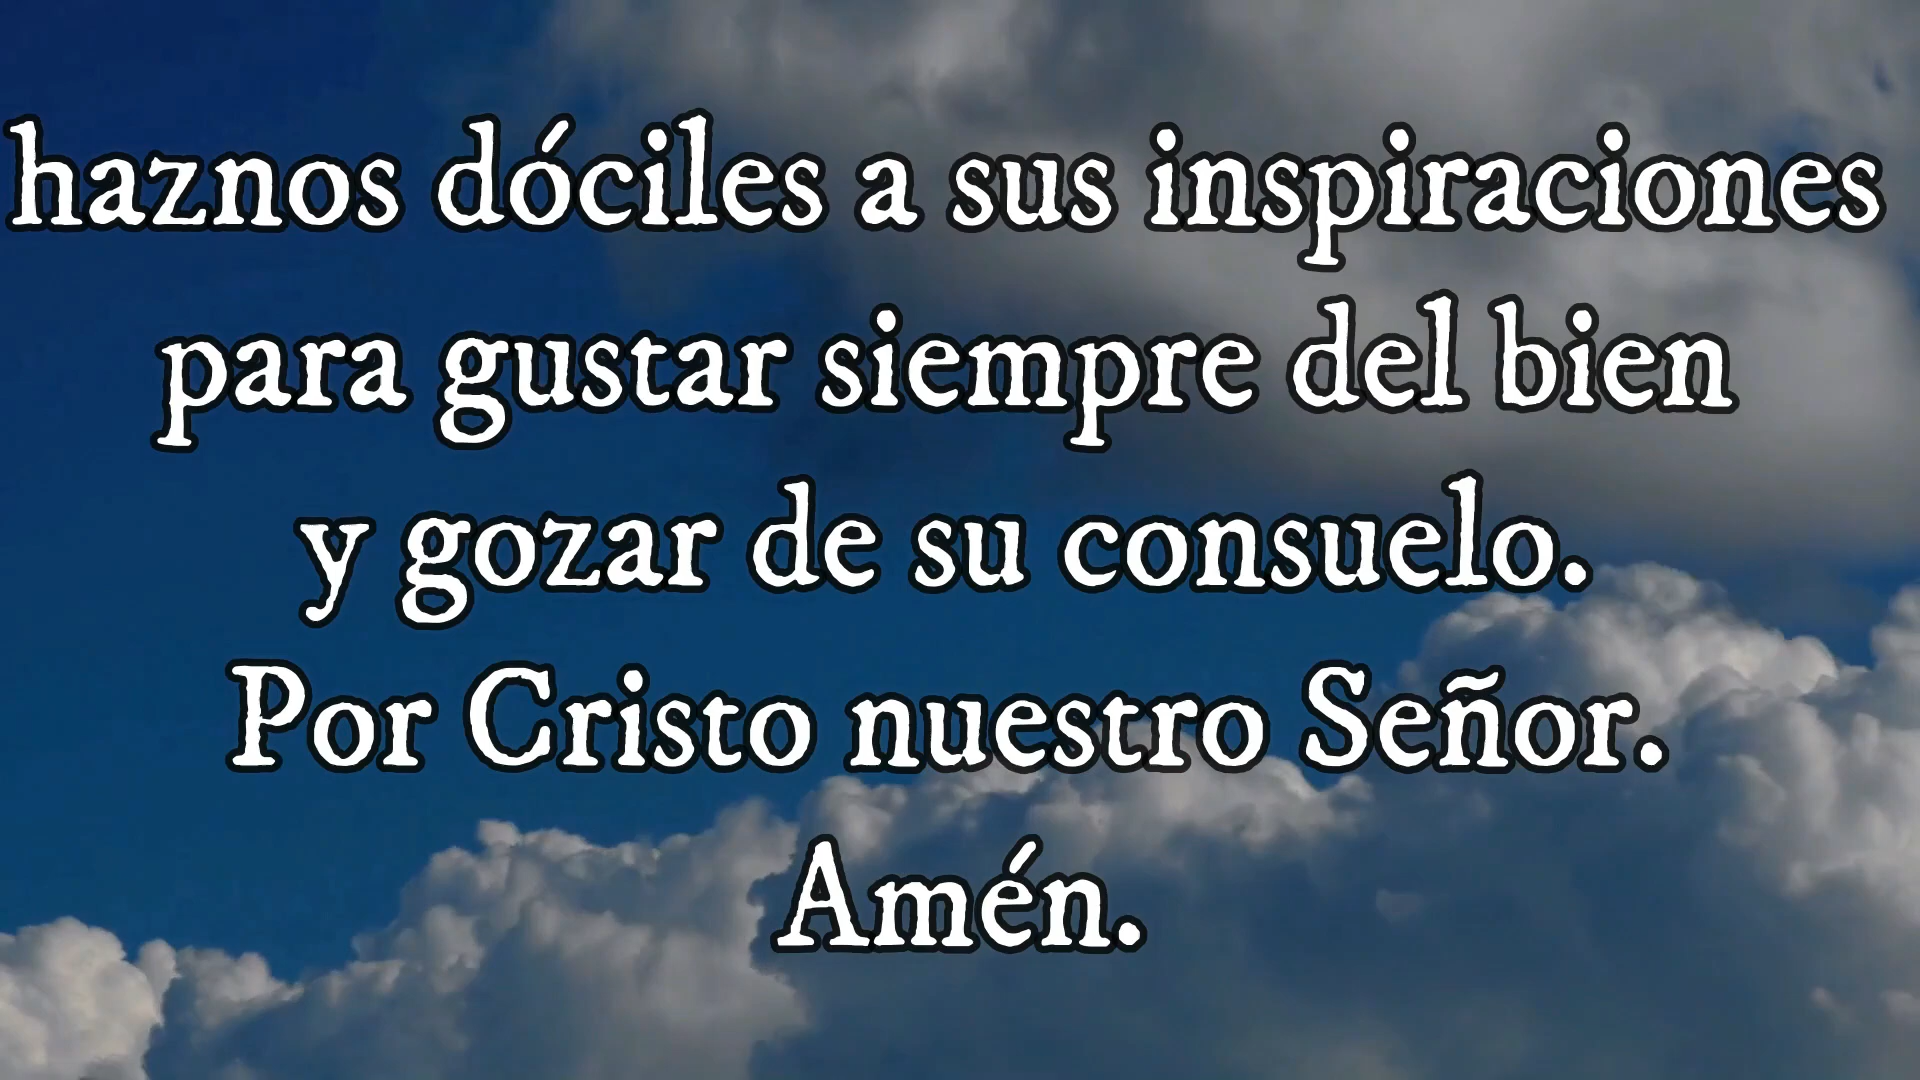 haznos dóciles a sus inspiraciones
para gustar siempre del bien
y gozar de su consuelo.
Por Cristo nuestro Señor.
Amén.